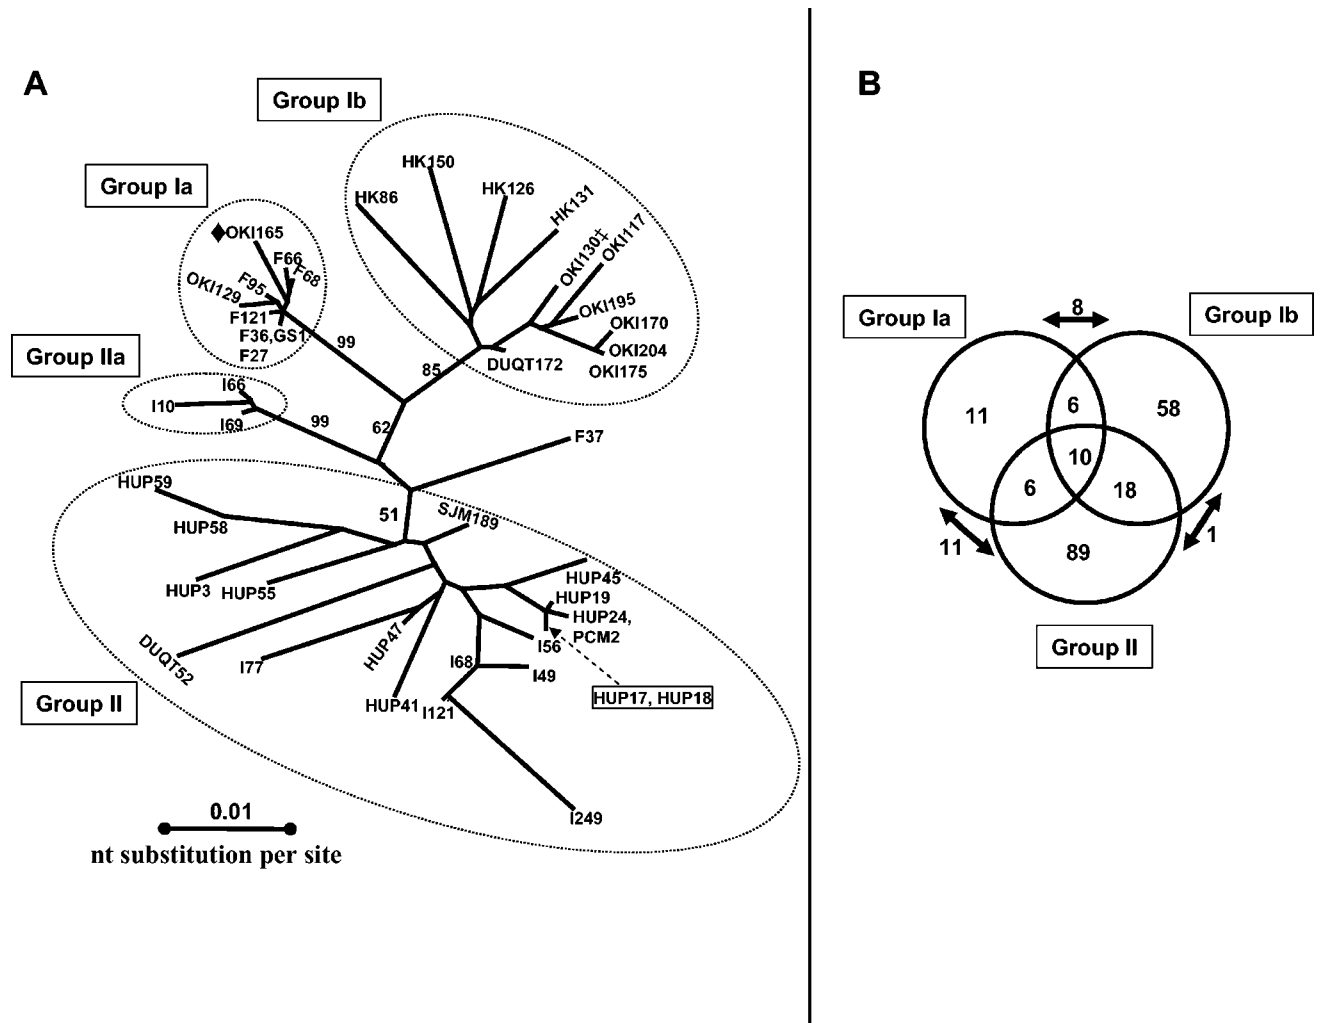 A
Group Ib
Group Ia
HK150
HK86
HK126
HK131
OKI130‡
OKI117
◆OKI165
F66
F68
F95
OKI129
F121
F36,GS1
F27
OKI195
OKI170
OKI204
OKI175
DUQT172
99
85
Group IIa
I66
I10
I69
99
62
F37
HUP59
HUP58
51
SJM189
HUP3
HUP55
HUP45
HUP19
HUP24,
PCM2
DUQT52
I77
HUP47
I56
I68
I49
HUP41
I121
HUP17, HUP18
Group II
I249
0.01
nt substitution per site
B
Group Ia
8
Group Ib
11
6
58
10
6
18
11
89
1
Group II